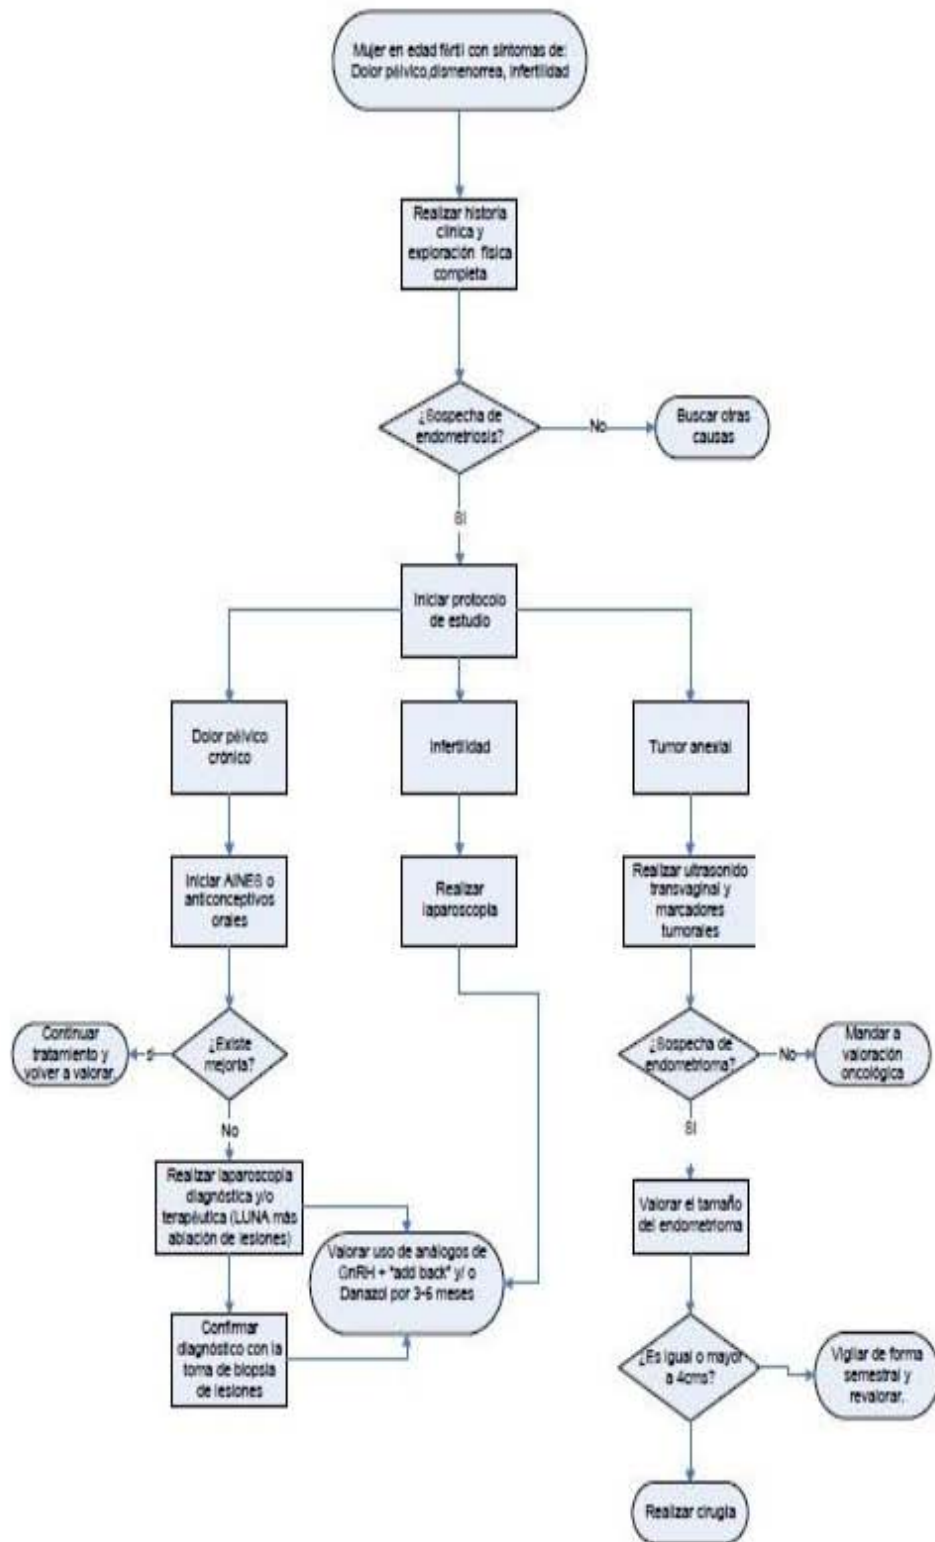 Mujer en edad fértil con síntomas de:
Dolor pélvico,dismenorrea, infertilidad
Realizar historia
clínica y
exploración física
completa
¿Sospecha de
endometriosis?
No
Buscar otras
causas
SI
Iniciar protocolo
de estudio
Dolor pélvico
crónico
Infertilidad
Tumor anexial
Iniciar AINES o
anticonceptivos
orales
Realizar
laparoscopía
Realizar ultrasonido
transvaginal y
marcadores
tumorales
Continuar
tratamiento y
volver a valorar.
si
¿Existe
mejoría?
¿Sospecha de
endometrioma?
No
Mandar a
valoración
oncológica
No
SI
Realizar laparoscopía
diagnóstica y/o
terapéutica (LUNA más
ablación de lesiones)
Valorar el tamaño
del endometrioma
Valorar uso de análogos de
GnRH + "add back" y/ o
Danazol por 3-6 meses
Confirmar
diagnóstico con la
toma de biopsia
de lesiones
¿Es igual o mayor
a 4cms?
Vigilar de forma
semestral y
revalorar.
Realizar cirugía